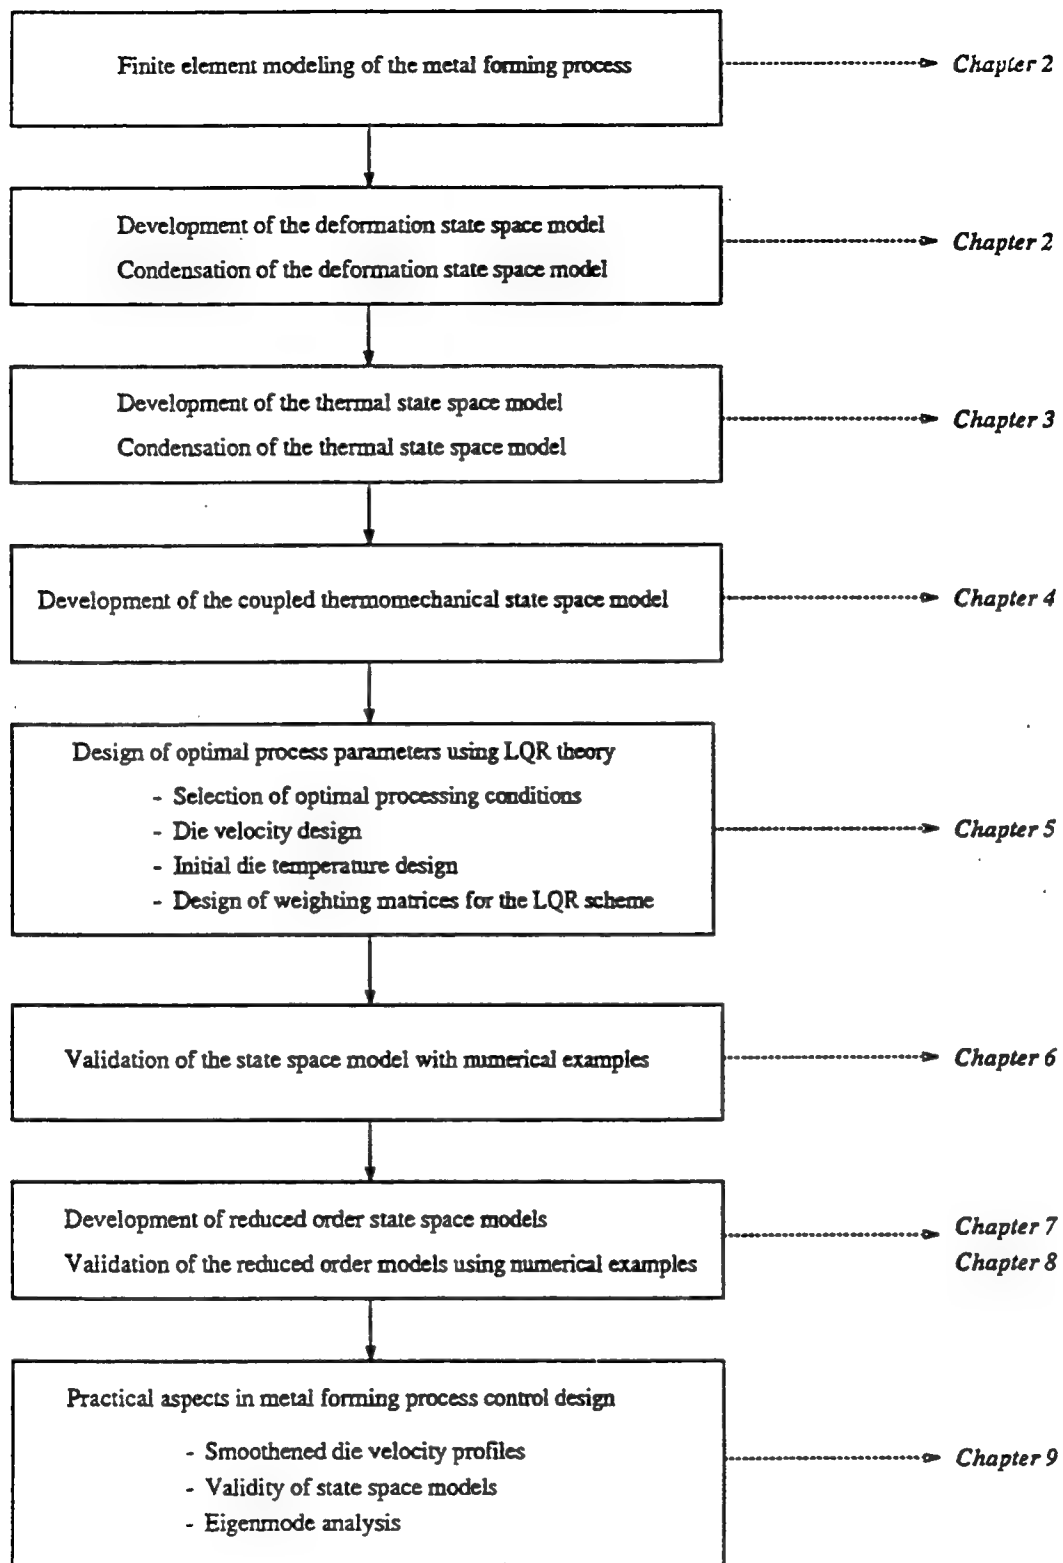 Finite element modeling of the metal forming process
Chapter 2
Development of the deformation state space model
Condensation of the deformation state space model
Chapter 2
Development of the thermal state space model
Condensation of the thermal state space model
Chapter 3
Development of the coupled thermomechanical state space model
Chapter 4
Design of optimal process parameters using LQR theory
- Selection of optimal processing conditions
- Die velocity design
- Initial die temperature design
- Design of weighting matrices for the LQR scheme
Chapter 5
Validation of the state space model with numerical examples
Chapter 6
Development of reduced order state space models
Validation of the reduced order models using numerical examples
Chapter 7
Chapter 8
Practical aspects in metal forming process control design
- Smoothened die velocity profiles
- Validity of state space models
- Eigenmode analysis
Chapter 9